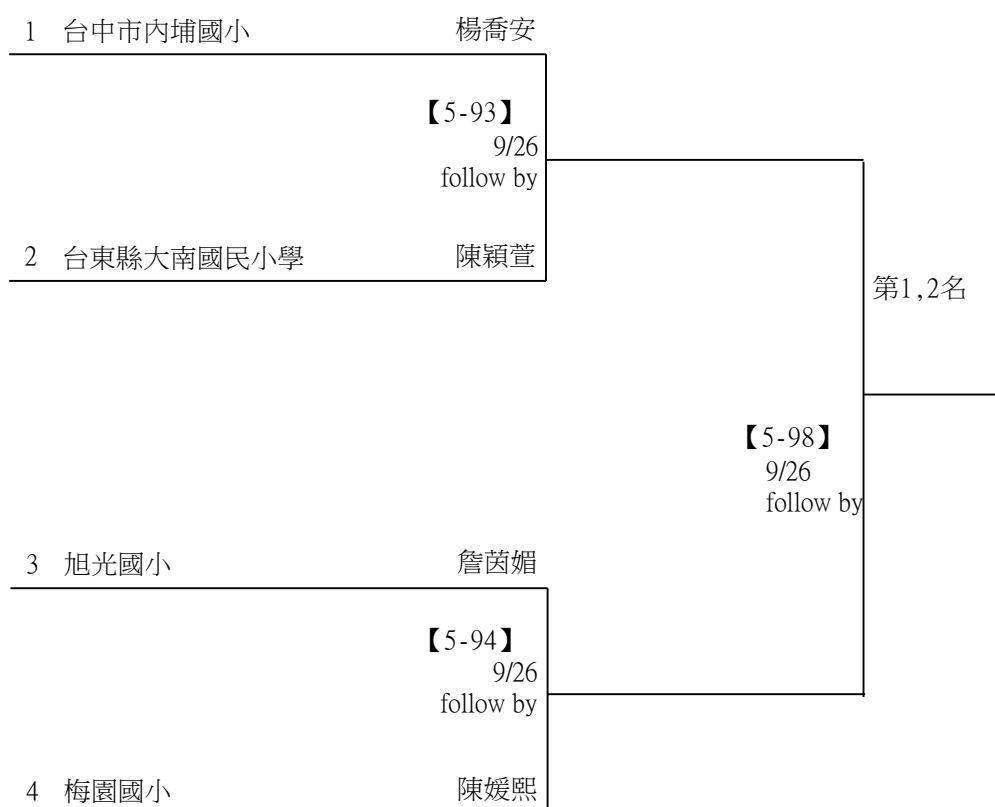 1 台中市內埔國小 楊喬安
【5-93】
9/26
follow by
2 台東縣大南國民小學 陳穎萱
第1,2名
【5-98】
9/26
follow by
3 旭光國小 詹茵媚
【5-94】
9/26
follow by
4 梅園國小 陳媛熙